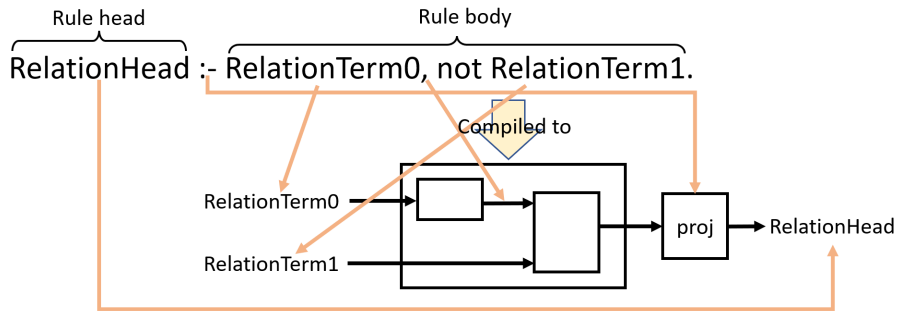 Rule head
Rule body
RelationHead :- RelationTerm0, not RelationTerm1.
Compiled to
RelationTerm0
proj
RelationHead
RelationTerm1